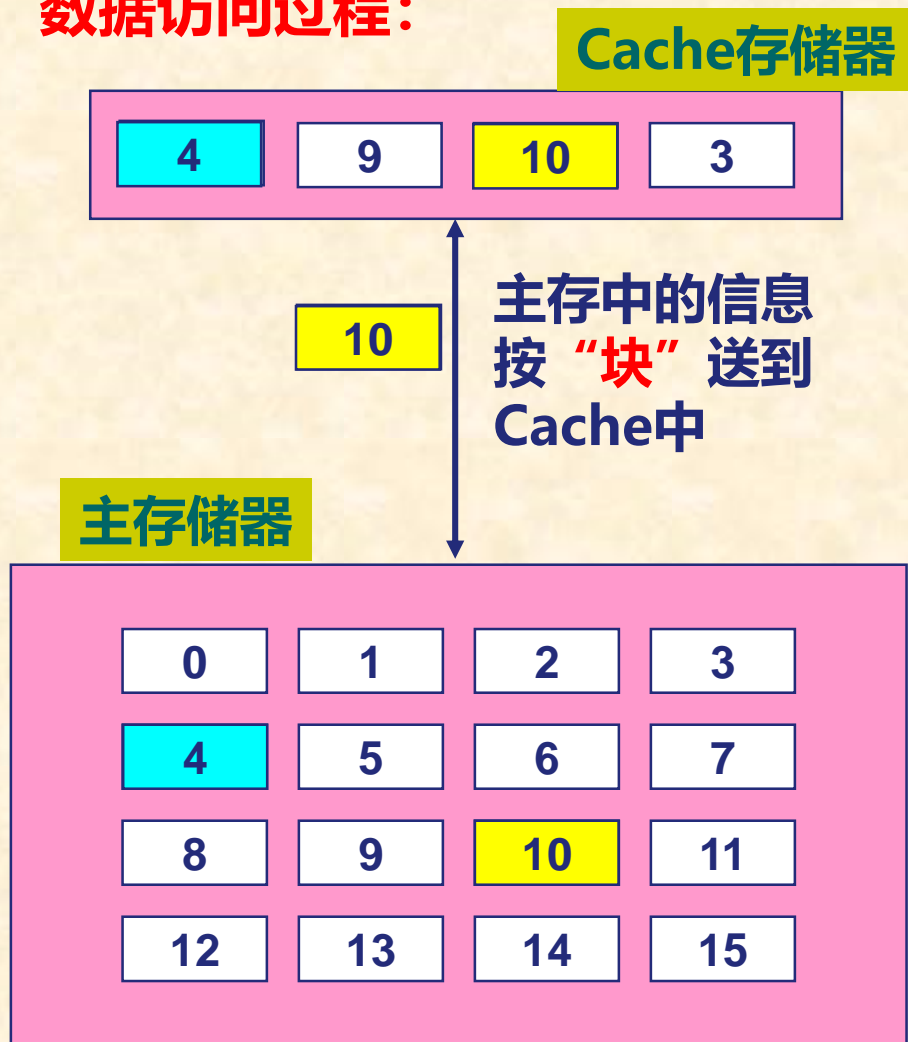 数据访问过程：
Cache存储器
4 9 10 3
10
主存中的信息
按“块”送到
Cache中
主存储器
0 1 2 3
4 5 6 7
8 9 10 11
12 13 14 15